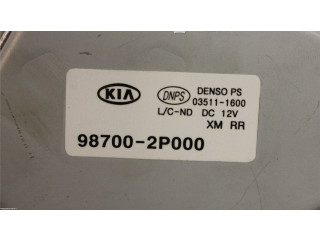 KIA
DNPS
DENSO PS
03511-1600
L/C-ND DC 12V
XM RR
98700-2P000